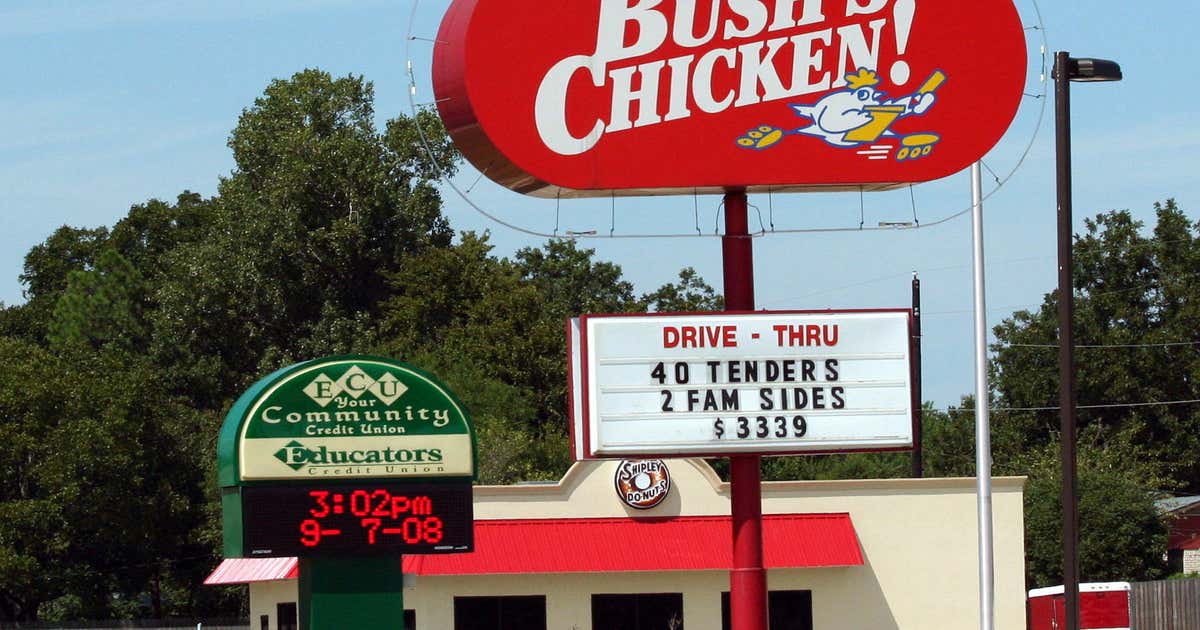 BUSH'S
CHICKEN!
DRIVE - THRU
40 TENDERS
2 FAM SIDES
$3339
ECU
Your
Community
Credit Union
Educators
Credit Union
3:02pm
9- 7-08
SHIPLEY
DO-NUTS